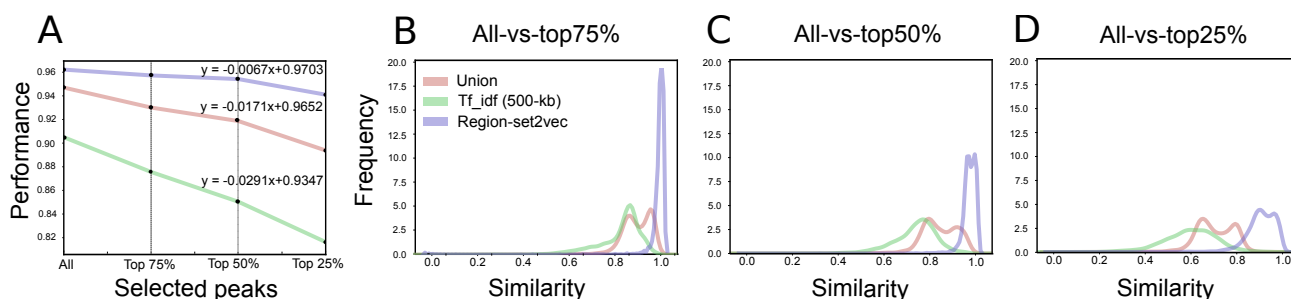 A
Performance
0.96
0.94
0.92
0.90
0.88
0.86
0.84
0.82
y = -0.0067x+0.9703
y = -0.0171x+0.9652
y = -0.0291x+0.9347
All
Top 75%
Top 50%
Top 25%
Selected peaks
B
All-vs-top75%
Frequency
20.0
17.5
15.0
12.5
10.0
7.5
5.0
2.5
0.0
Union
Tf_idf (500-kb)
Region-set2vec
0.0 0.2 0.4 0.6 0.8 1.0
Similarity
C
All-vs-top50%
20.0
17.5
15.0
12.5
10.0
7.5
5.0
2.5
0.0
0.0 0.2 0.4 0.6 0.8 1.0
Similarity
D
All-vs-top25%
20.0
17.5
15.0
12.5
10.0
7.5
5.0
2.5
0.0
0.0 0.2 0.4 0.6 0.8 1.0
Similarity